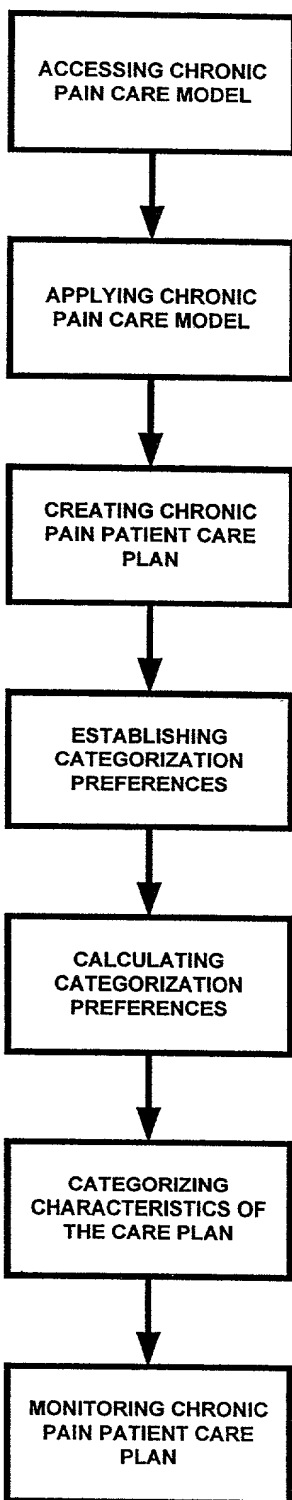 ACCESSING CHRONIC
PAIN CARE MODEL
APPLYING CHRONIC
PAIN CARE MODEL
CREATING CHRONIC
PAIN PATIENT CARE
PLAN
ESTABLISHING
CATEGORIZATION
PREFERENCES
CALCULATING
CATEGORIZATION
PREFERENCES
CATEGORIZING
CHARACTERISTICS OF
THE CARE PLAN
MONITORING CHRONIC
PAIN PATIENT CARE
PLAN